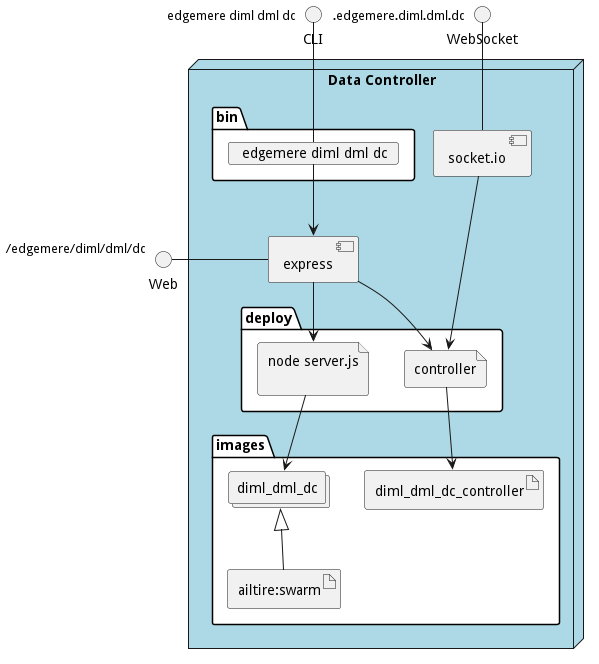 edgemere diml dml dc
.edgemere.diml.dml.dc
CLI
WebSocket
Data Controller
bin
edgemere diml dml dc
socket.io
/edgemere/diml/dml/dc
Web
express
deploy
node server.js
controller
images
diml_dml_dc
diml_dml_dc_controller
ailtire:swarm